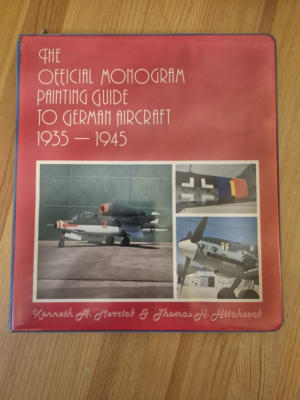 The
Official Monogram
Painting Guide
to German Aircraft
1935 — 1945
Kenneth A. Merrick & Thomas H. Hitchcock